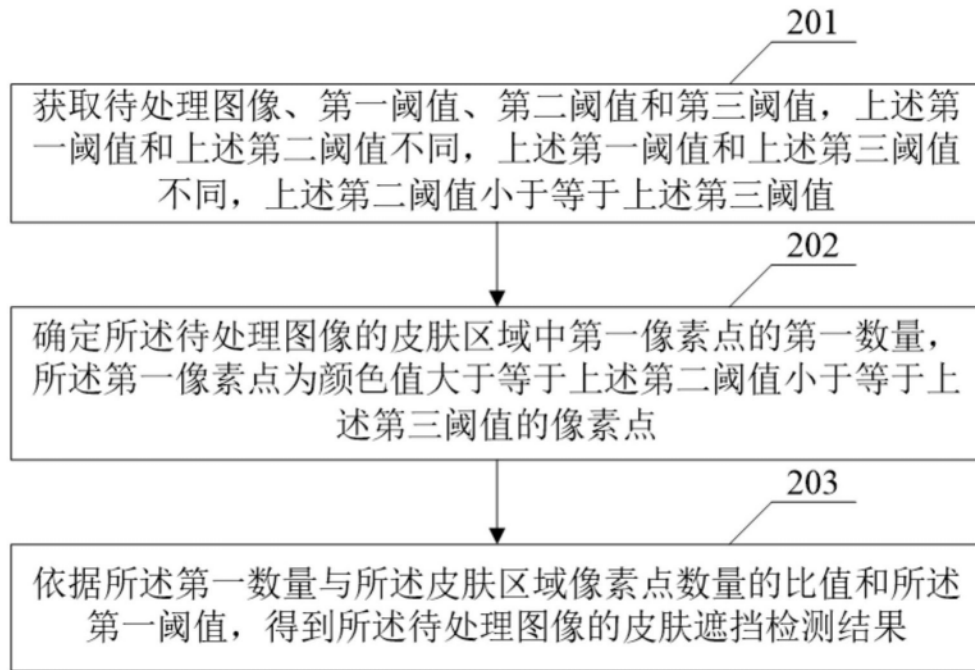 201
获取待处理图像、第一阈值、第二阈值和第三阈值，上述第
一阈值和上述第二阈值不同，上述第一阈值和上述第三阈值
不同，上述第二阈值小于等于上述第三阈值
202
确定所述待处理图像的皮肤区域中第一像素点的第一数量，
所述第一像素点为颜色值大于等于上述第二阈值小于等于上
述第三阈值的像素点
203
依据所述第一数量与所述皮肤区域像素点数量的比值和所述
第一阈值，得到所述待处理图像的皮肤遮挡检测结果